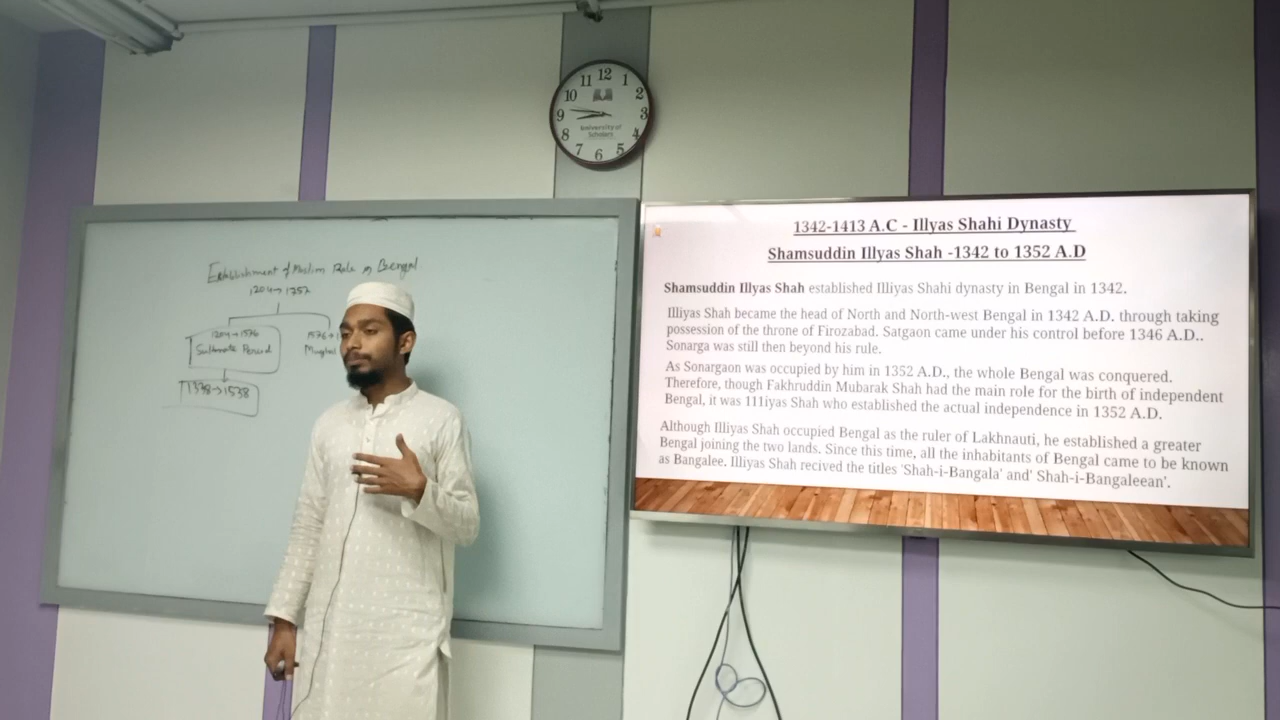 12
11 1
10 2
9 3
8 4
7 5
6
University of
Scholars
Establishment of Muslim Rule in Bengal
1204→1757
1204→1576
Sultanate Period
1576→
Mughal
1338→1538
1342-1413 A.C - Illyas Shahi Dynasty
Shamsuddin Illyas Shah -1342 to 1352 A.D
Shamsuddin Illyas Shah established Illiyas Shahi dynasty in Bengal in 1342.
Illiyas Shah became the head of North and North-west Bengal in 1342 A.D. through taking
possession of the throne of Firozabad. Satgaon came under his control before 1346 A.D..
Sonarga was still then beyond his rule.
As Sonargaon was occupied by him in 1352 A.D., the whole Bengal was conquered.
Therefore, though Fakhruddin Mubarak Shah had the main role for the birth of independent
Bengal, it was 111iyas Shah who established the actual independence in 1352 A.D.
Although Illiyas Shah occupied Bengal as the ruler of Lakhnauti, he established a greater
Bengal joining the two lands. Since this time, all the inhabitants of Bengal came to be known
as Bangalee. Illiyas Shah recived the titles 'Shah-i-Bangala' and' Shah-i-Bangaleean'.